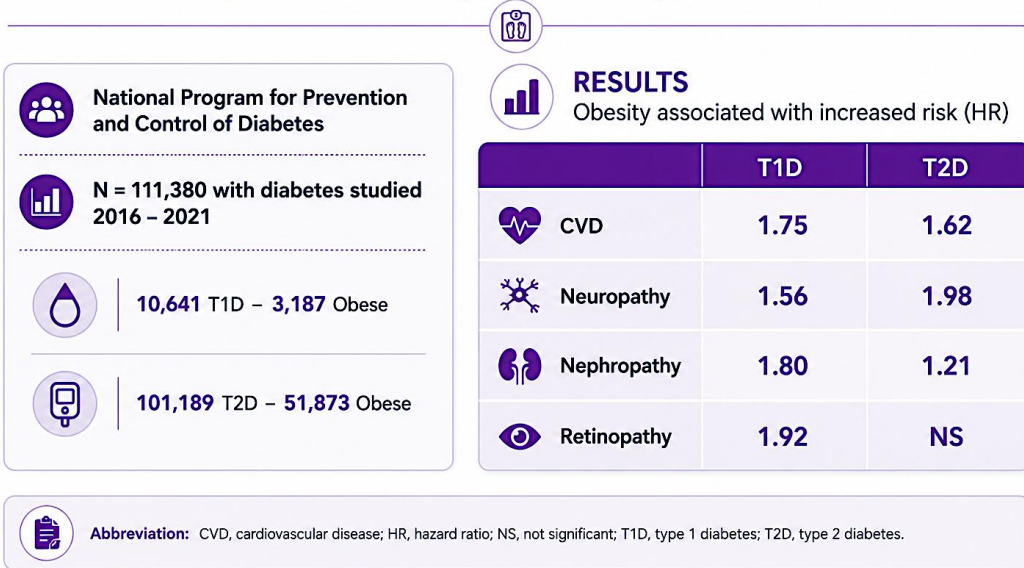 National Program for Prevention
and Control of Diabetes
N = 111,380 with diabetes studied
2016 – 2021
10,641 T1D – 3,187 Obese
101,189 T2D – 51,873 Obese
RESULTS
Obesity associated with increased risk (HR)
T1D T2D
CVD 1.75 1.62
Neuropathy 1.56 1.98
Nephropathy 1.80 1.21
Retinopathy 1.92 NS
Abbreviation: CVD, cardiovascular disease; HR, hazard ratio; NS, not significant; T1D, type 1 diabetes; T2D, type 2 diabetes.